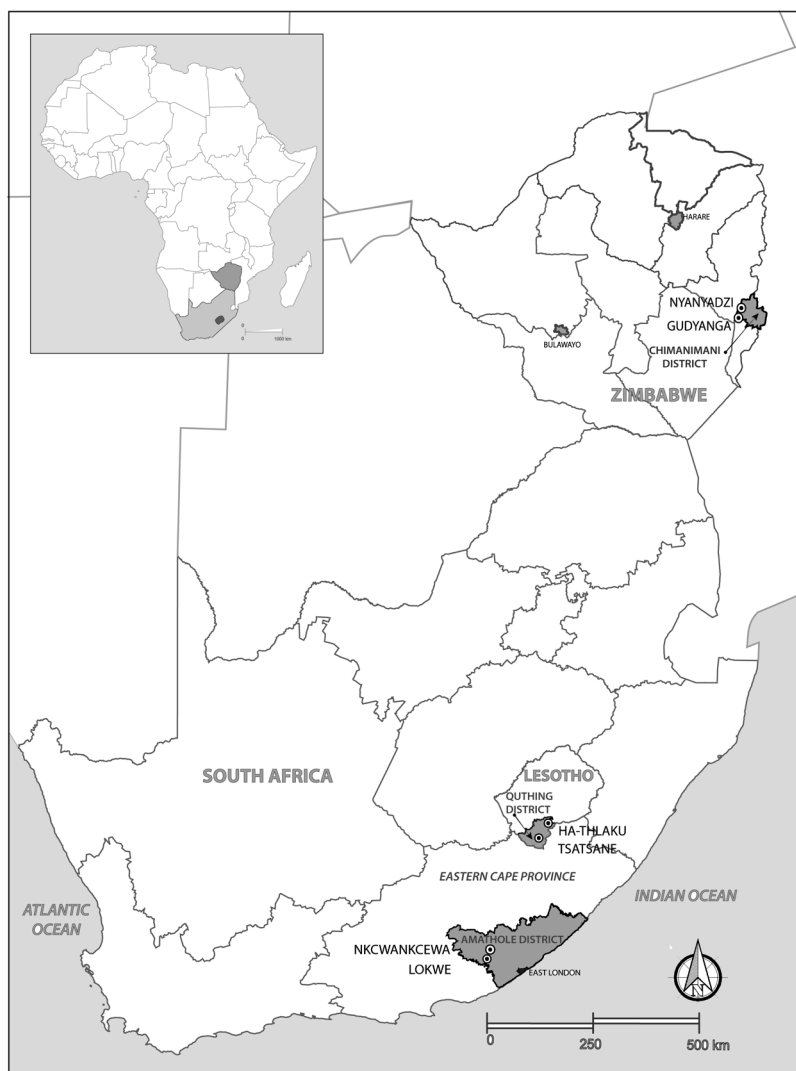 0
1000 km
HARARE
NYANYADZI
GUDYANGA
BULAWAYO
CHIMANIMANI
DISTRICT
ZIMBABWE
SOUTH AFRICA
LESOTHO
QUTHING
DISTRICT
HA-THLAKU
TSATSANE
EASTERN CAPE PROVINCE
INDIAN OCEAN
ATLANTIC
OCEAN
AMATHOLE DISTRICT
NKCWANKCEWA
LOKWE
EAST LONDON
N
0
250
500 km